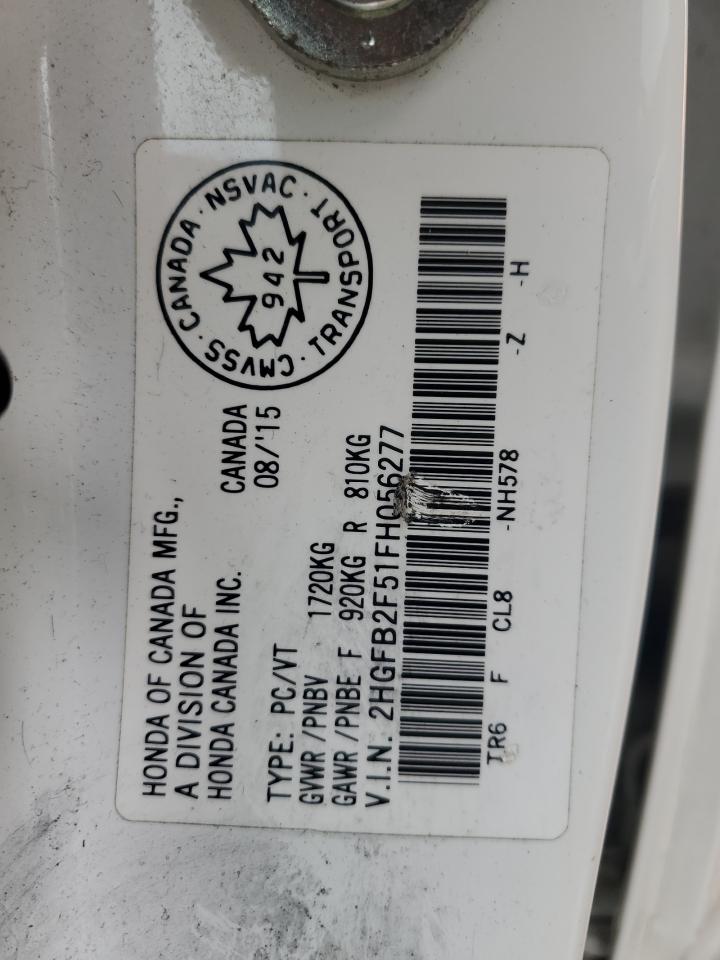 HONDA OF CANADA MFG.,
A DIVISION OF
HONDA CANADA INC.
CANADA
08/'15
CMVSS · CANADA · NSVAC · TRANSPORT ·
942
TYPE: PC/VT
GVWR /PNBV 1720KG
GAWR /PNBE F 920KG R 810KG
V.I.N. 2HGFB2F51FH056277
TR6 F CL8 -NH578 -Z -H